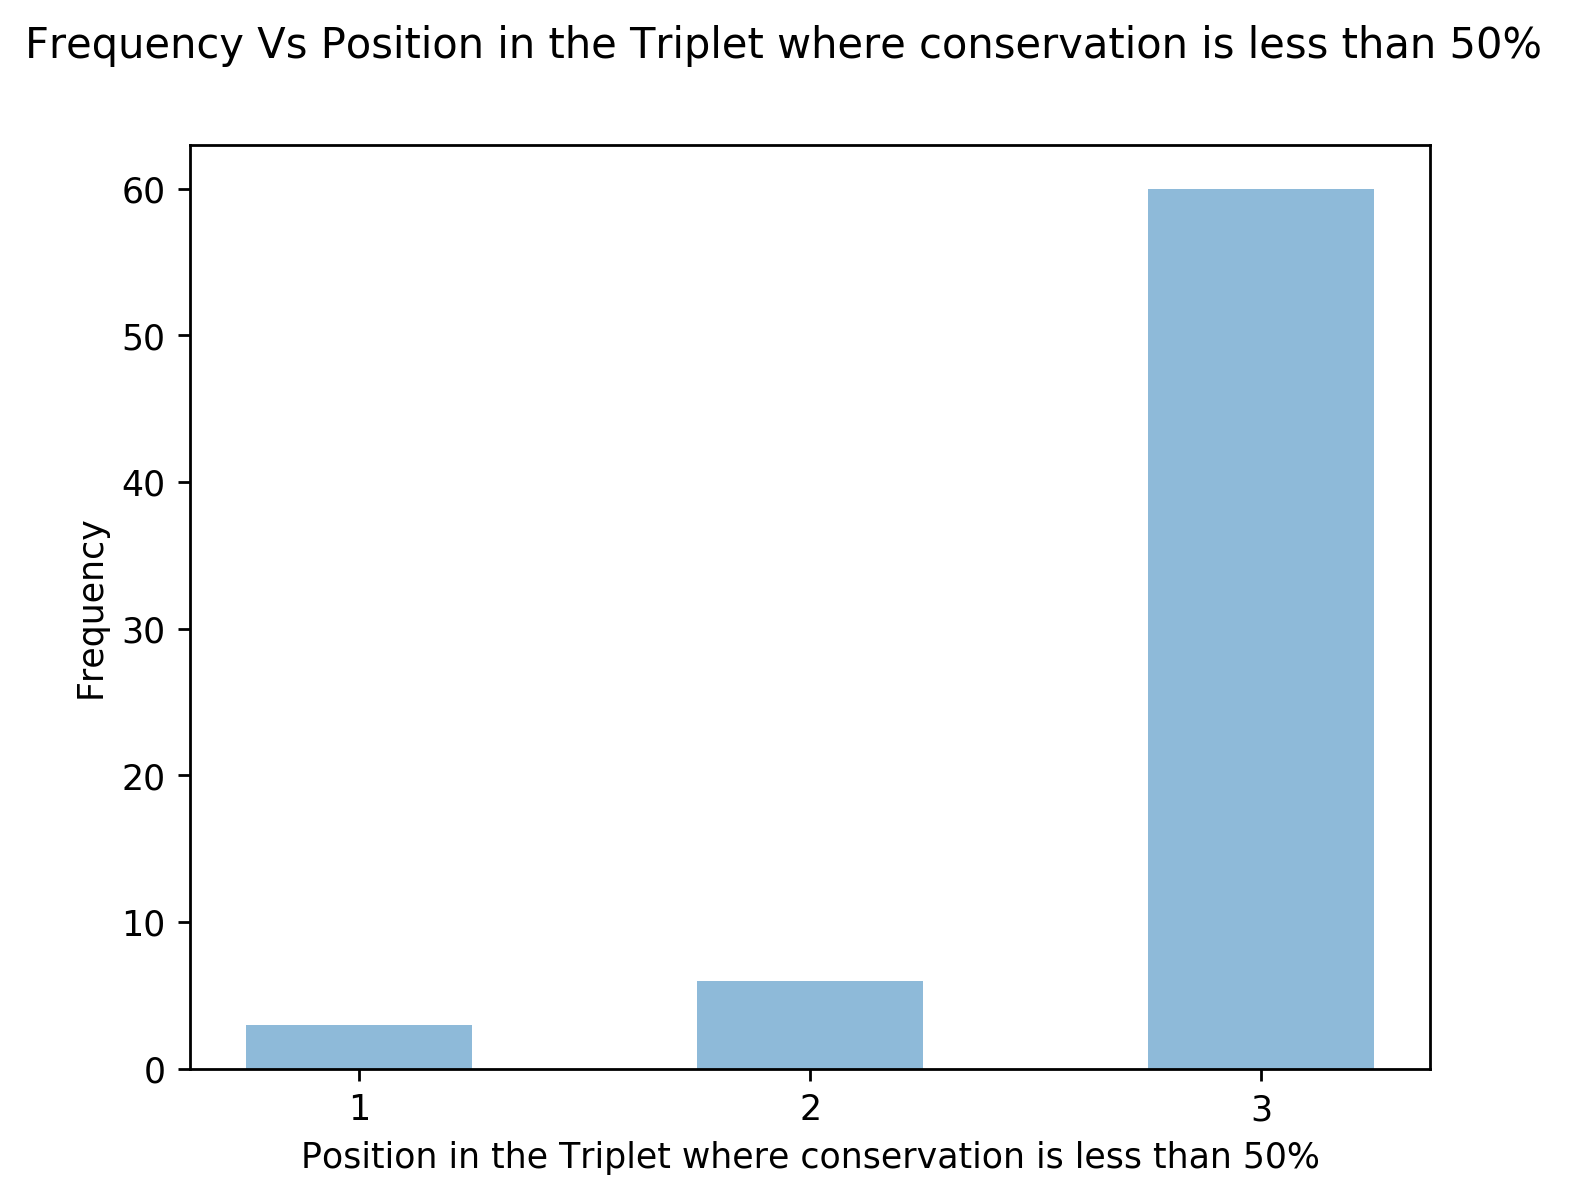 Frequency Vs Position in the Triplet where conservation is less than 50%
60
50
40
30
20
10
0
Frequency
1 2 3
Position in the Triplet where conservation is less than 50%